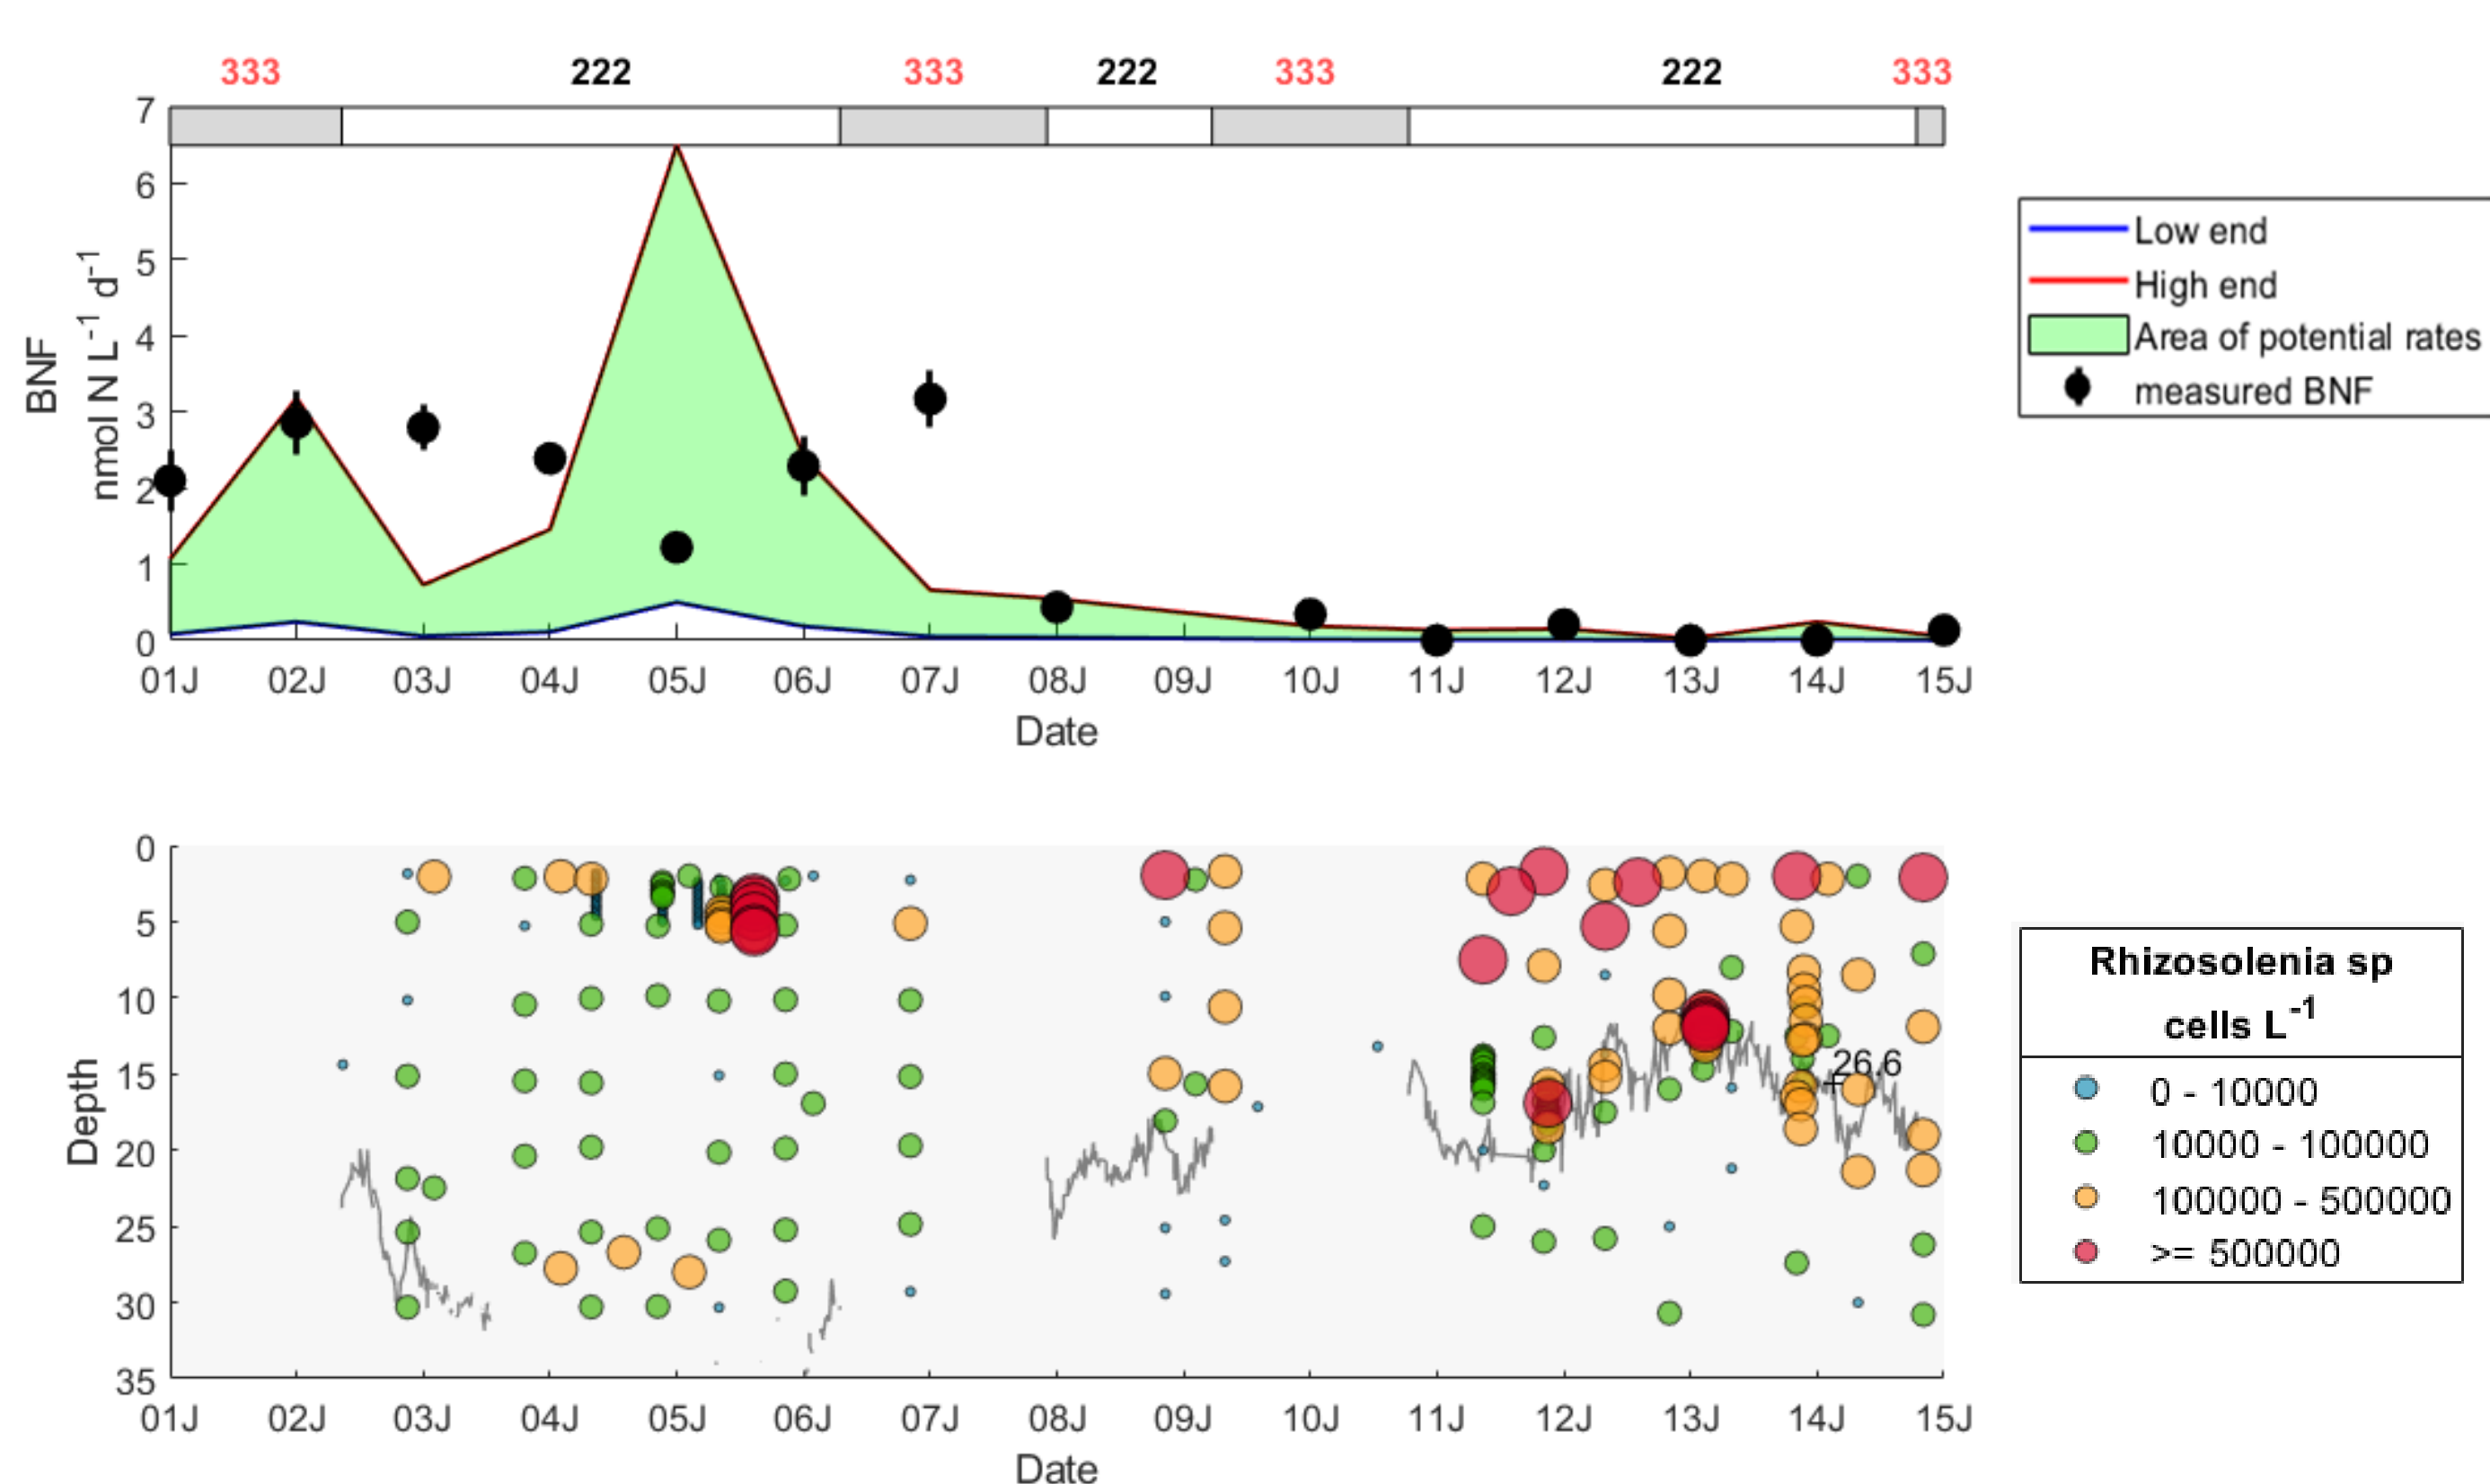 333 222 333 222 333 222 333
7
6
5
4
3
2
1
0
BNF
nmol N L⁻¹ d⁻¹
01J 02J 03J 04J 05J 06J 07J 08J 09J 10J 11J 12J 13J 14J 15J
Date
Low end
High end
Area of potential rates
measured BNF
0
5
10
15
20
25
30
35
Depth
26.6
01J 02J 03J 04J 05J 06J 07J 08J 09J 10J 11J 12J 13J 14J 15J
Date
Rhizosolenia sp
cells L⁻¹
0 - 10000
10000 - 100000
100000 - 500000
>= 500000